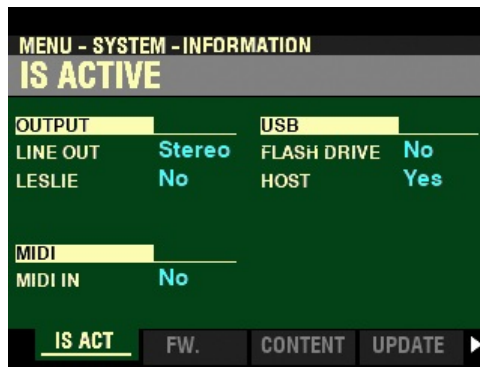 MENU - SYSTEM - INFORMATION
IS ACTIVE
OUTPUT
LINE OUT Stereo
LESLIE No
USB
FLASH DRIVE No
HOST Yes
MIDI
MIDI IN No
IS ACT FW. CONTENT UPDATE